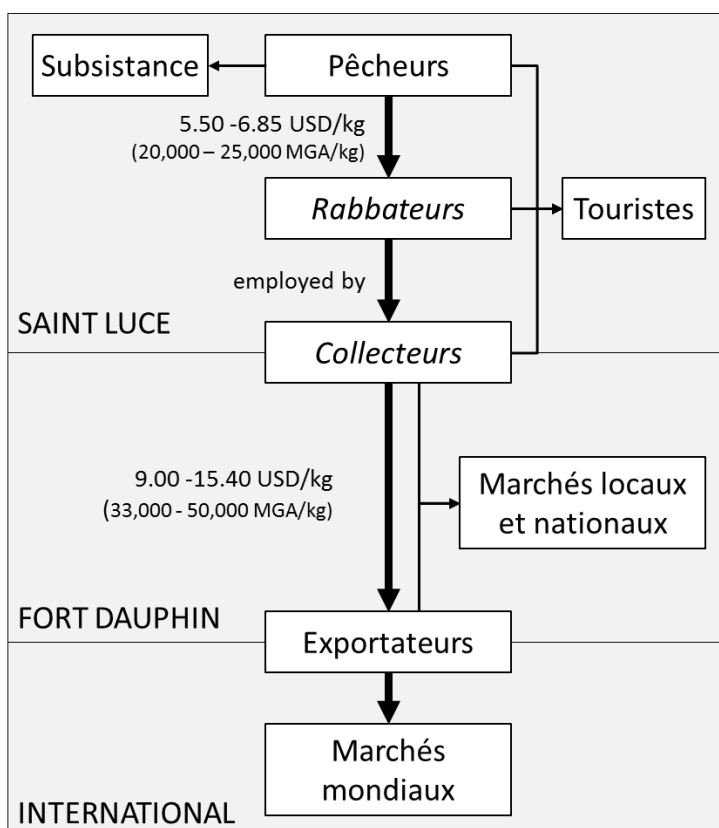 Subsistance
Pêcheurs
5.50 -6.85 USD/kg
(20,000 – 25,000 MGA/kg)
Rabbateurs
Touristes
employed by
SAINT LUCE
Collecteurs
9.00 -15.40 USD/kg
(33,000 - 50,000 MGA/kg)
Marchés locaux
et nationaux
FORT DAUPHIN
Exportateurs
Marchés
mondiaux
INTERNATIONAL